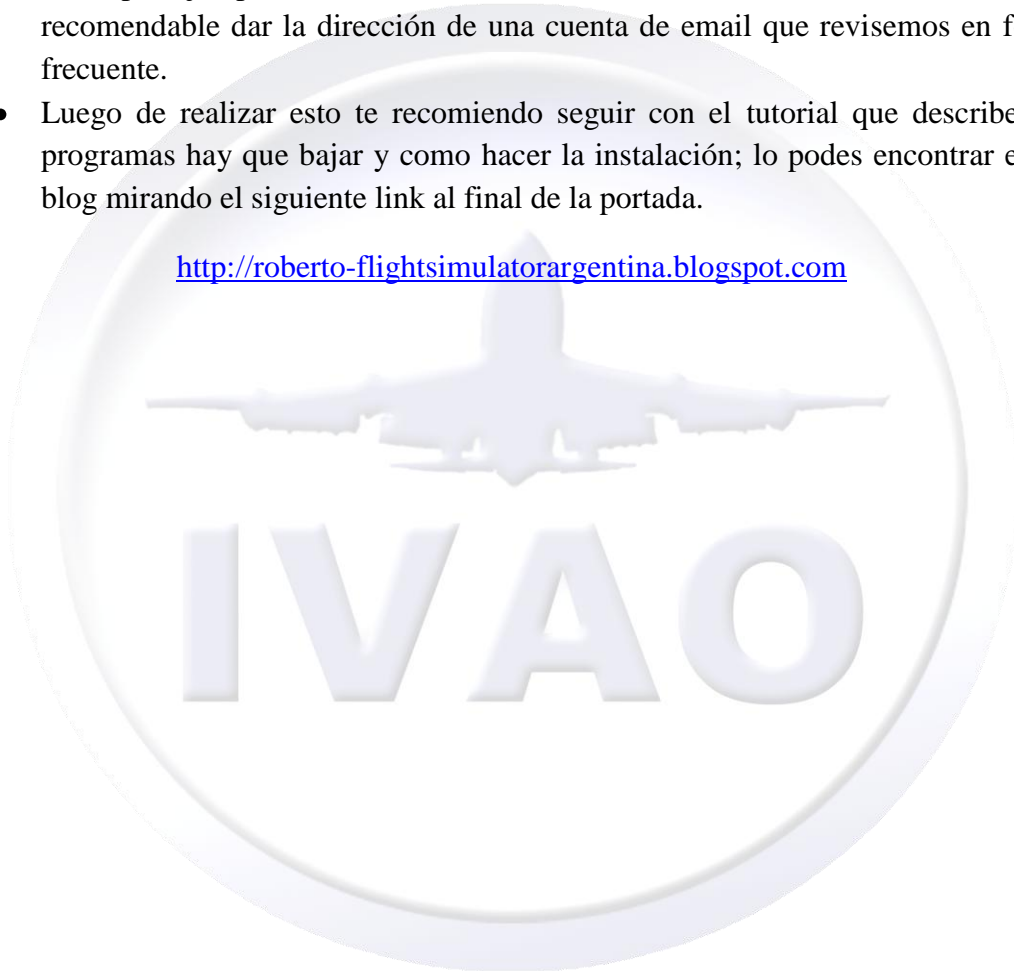 recomendable dar la dirección de una cuenta de email que revisemos en f
frecuente.
• Luego de realizar esto te recomiendo seguir con el tutorial que describe
programas hay que bajar y como hacer la instalación; lo podes encontrar e
blog mirando el siguiente link al final de la portada.
http://roberto-flightsimulatorargentina.blogspot.com
IVAO